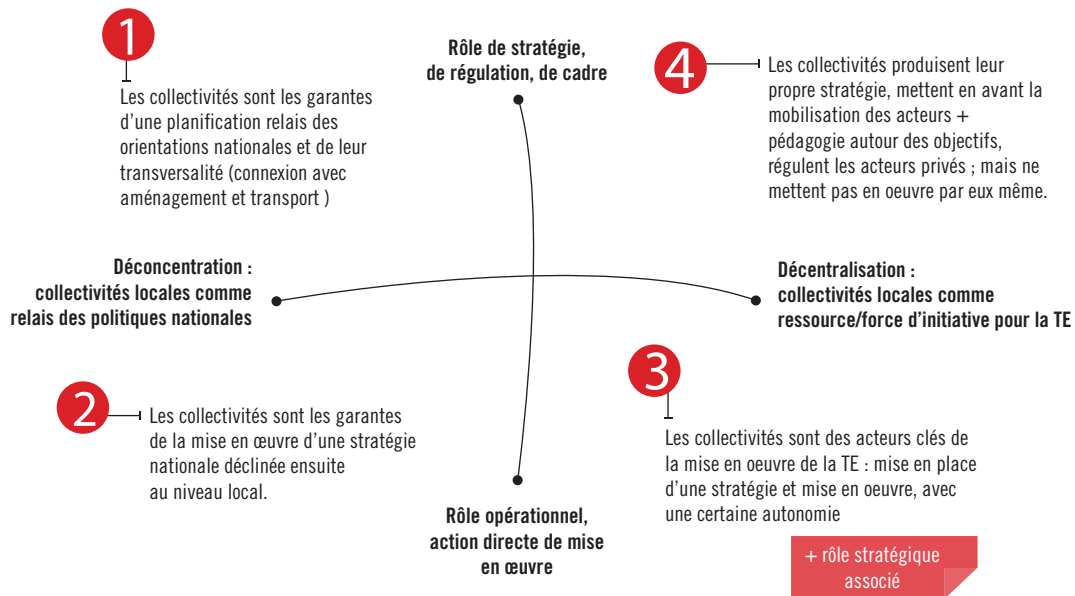 1
Les collectivités sont les garantes
d'une planification relais des
orientations nationales et de leur
transversalité (connexion avec
aménagement et transport )
Rôle de stratégie,
de régulation, de cadre
4
Les collectivités produisent leur
propre stratégie, mettent en avant la
mobilisation des acteurs +
pédagogie autour des objectifs,
régulent les acteurs privés ; mais ne
mettent pas en oeuvre par eux même.
Déconcentration :
collectivités locales comme
relais des politiques nationales
Décentralisation :
collectivités locales comme
ressource/force d'initiative pour la TE
2
Les collectivités sont les garantes
de la mise en œuvre d'une stratégie
nationale déclinée ensuite
au niveau local.
3
Les collectivités sont des acteurs clés de
la mise en oeuvre de la TE : mise en place
d'une stratégie et mise en oeuvre, avec
une certaine autonomie
Rôle opérationnel,
action directe de mise
en œuvre
+ rôle stratégique
associé